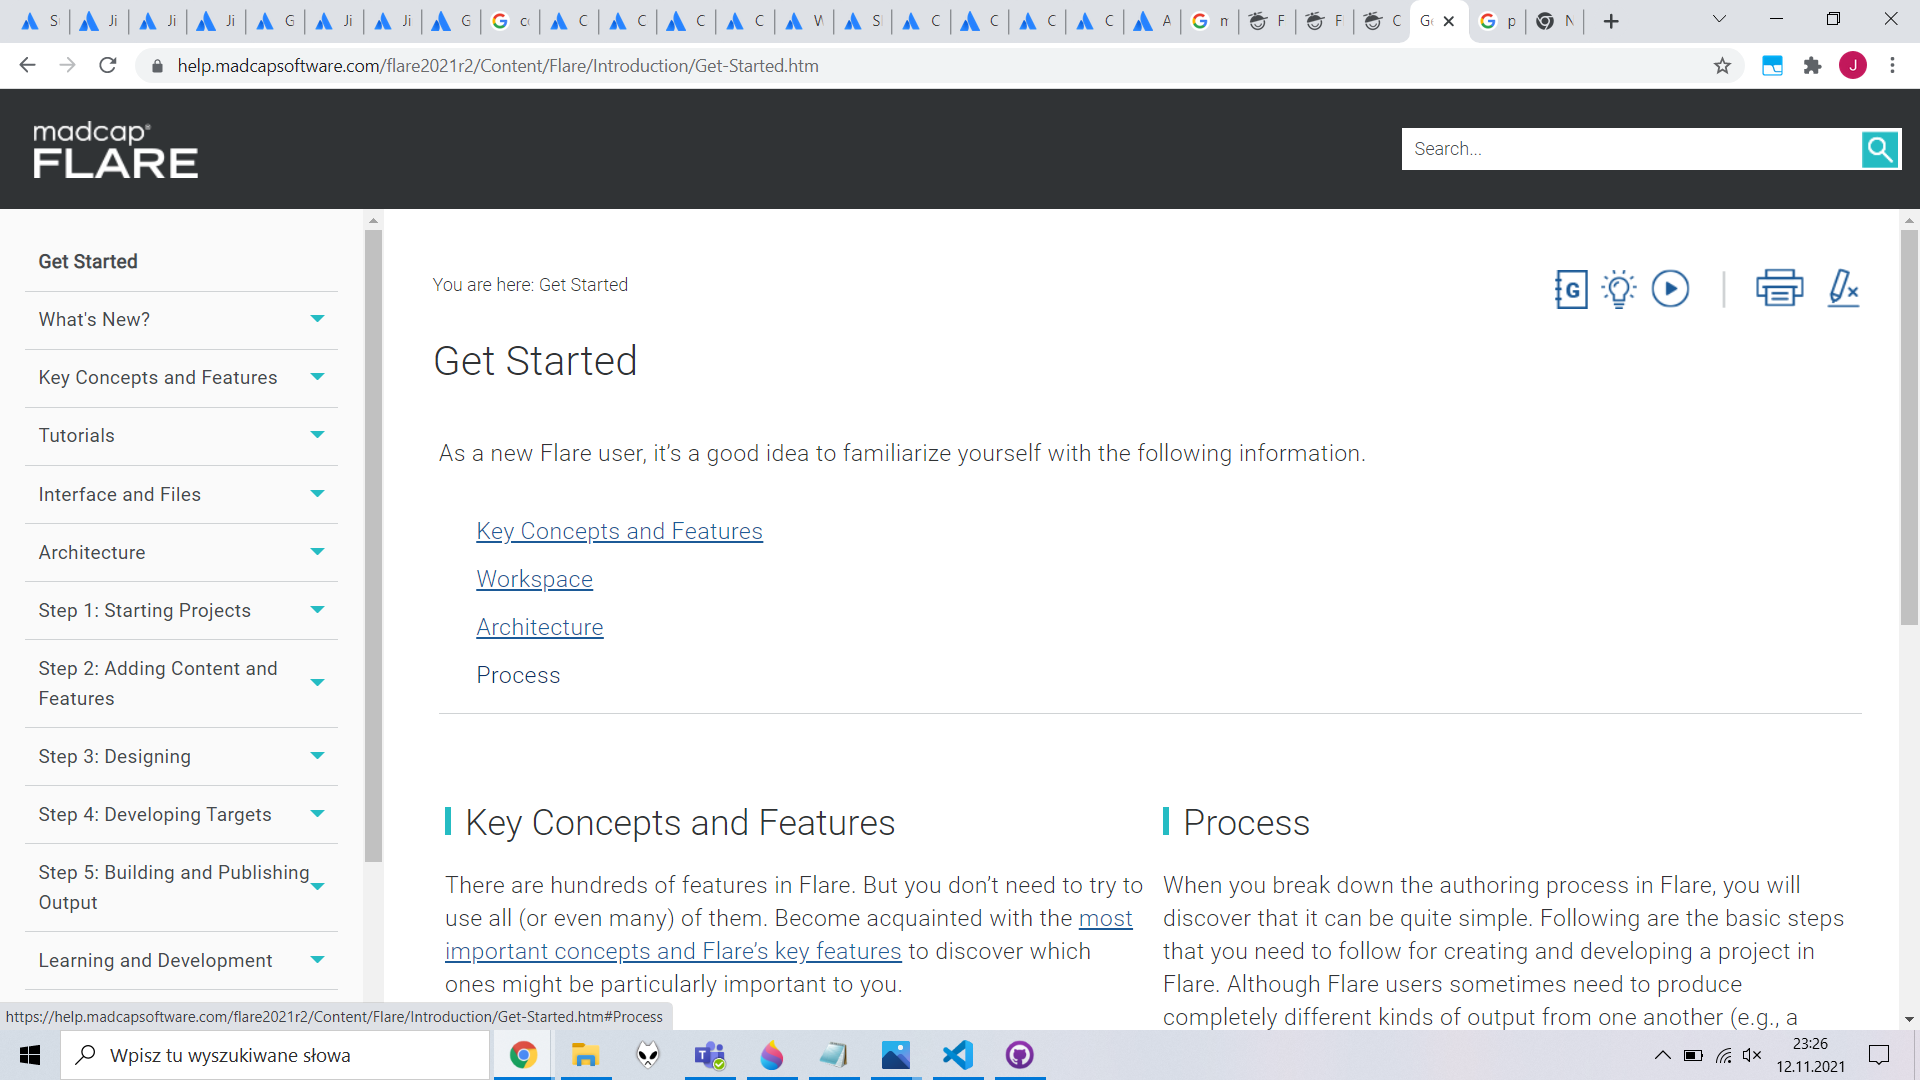 S
Ji
Ji
Ji
G
Ji
Ji
G
C
C
C
C
V
S
C
C
C
C
A
n
F
F
C
G
p
N
help.madcapsoftware.com/flare2021r2/Content/Flare/Introduction/Get-Started.htm
J
madcap®
FLARE
Search...
Get Started
What's New?
Key Concepts and Features
Tutorials
Interface and Files
Architecture
Step 1: Starting Projects
Step 2: Adding Content and
Features
Step 3: Designing
Step 4: Developing Targets
Step 5: Building and Publishing
Output
Learning and Development
You are here: Get Started
G
Get Started
As a new Flare user, it’s a good idea to familiarize yourself with the following information.
Key Concepts and Features
Workspace
Architecture
Process
Key Concepts and Features
There are hundreds of features in Flare. But you don’t need to try to
use all (or even many) of them. Become acquainted with the most
important concepts and Flare’s key features to discover which
ones might be particularly important to you.
Process
When you break down the authoring process in Flare, you will
discover that it can be quite simple. Following are the basic steps
that you need to follow for creating and developing a project in
Flare. Although Flare users sometimes need to produce
completely different kinds of output from one another (e.g., a
https://help.madcapsoftware.com/flare2021r2/Content/Flare/Introduction/Get-Started.htm#Process
Wpisz tu wyszukiwane słowa
23:26
12.11.2021